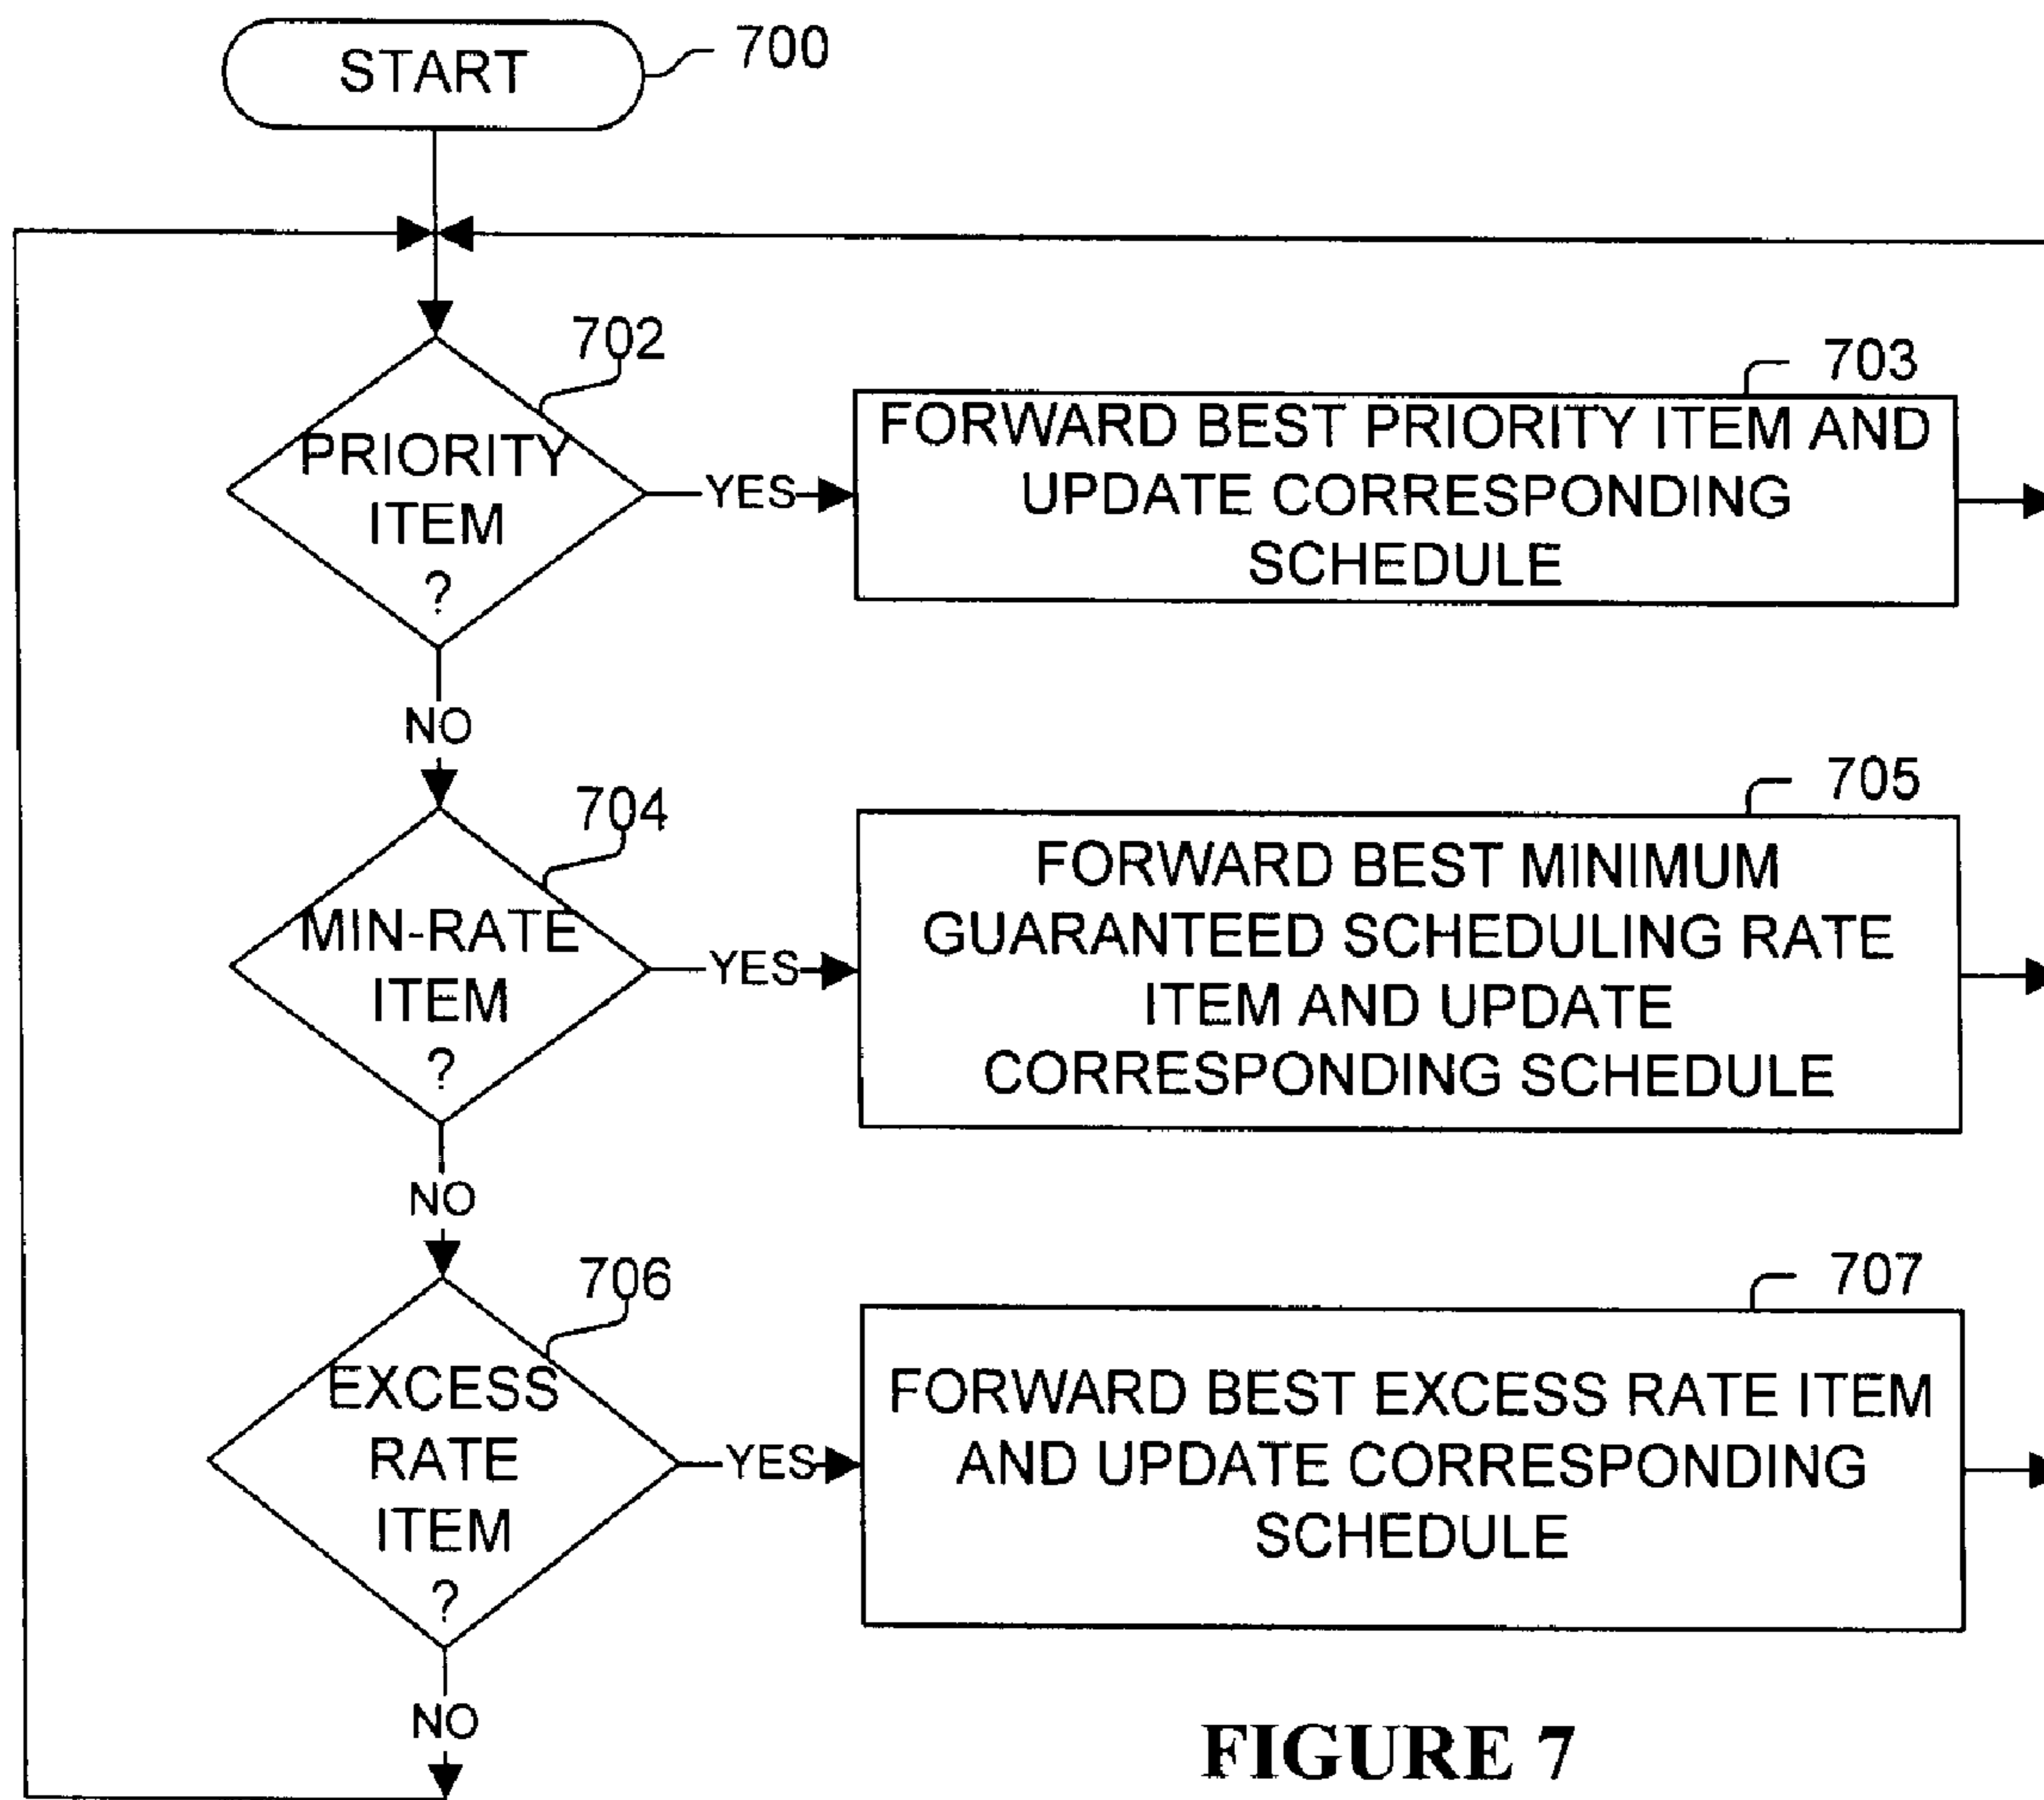 START
700
702
PRIORITY
ITEM
?
YES
703
FORWARD BEST PRIORITY ITEM AND
UPDATE CORRESPONDING
SCHEDULE
NO
704
MIN-RATE
ITEM
?
YES
705
FORWARD BEST MINIMUM
GUARANTEED SCHEDULING RATE
ITEM AND UPDATE
CORRESPONDING SCHEDULE
NO
706
EXCESS
RATE
ITEM
?
YES
707
FORWARD BEST EXCESS RATE ITEM
AND UPDATE CORRESPONDING
SCHEDULE
NO
FIGURE 7